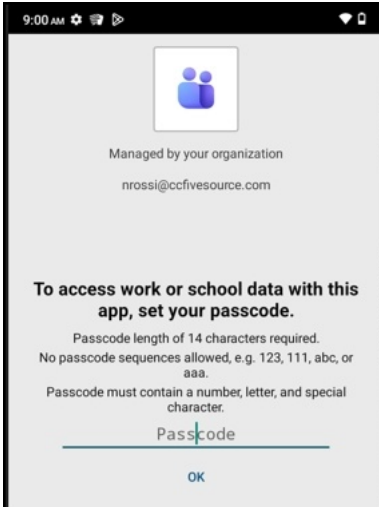 9:00 AM
Managed by your organization
nrossi@ccfivesource.com
To access work or school data with this
app, set your passcode.
Passcode length of 14 characters required.
No passcode sequences allowed, e.g. 123, 111, abc, or
aaa.
Passcode must contain a number, letter, and special
character.
Passcode
OK